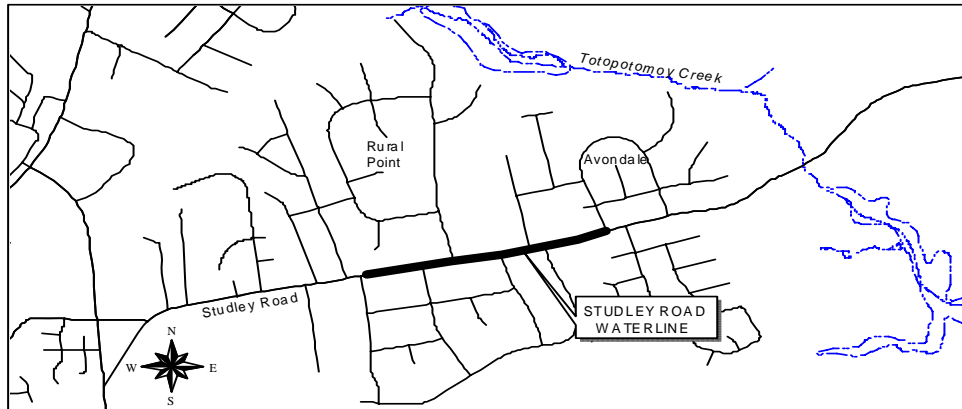 Totopotomoy Creek
Rural
Point
Avondale
Studley Road
STUDLEY ROAD
WATERLINE
N
W
E
S